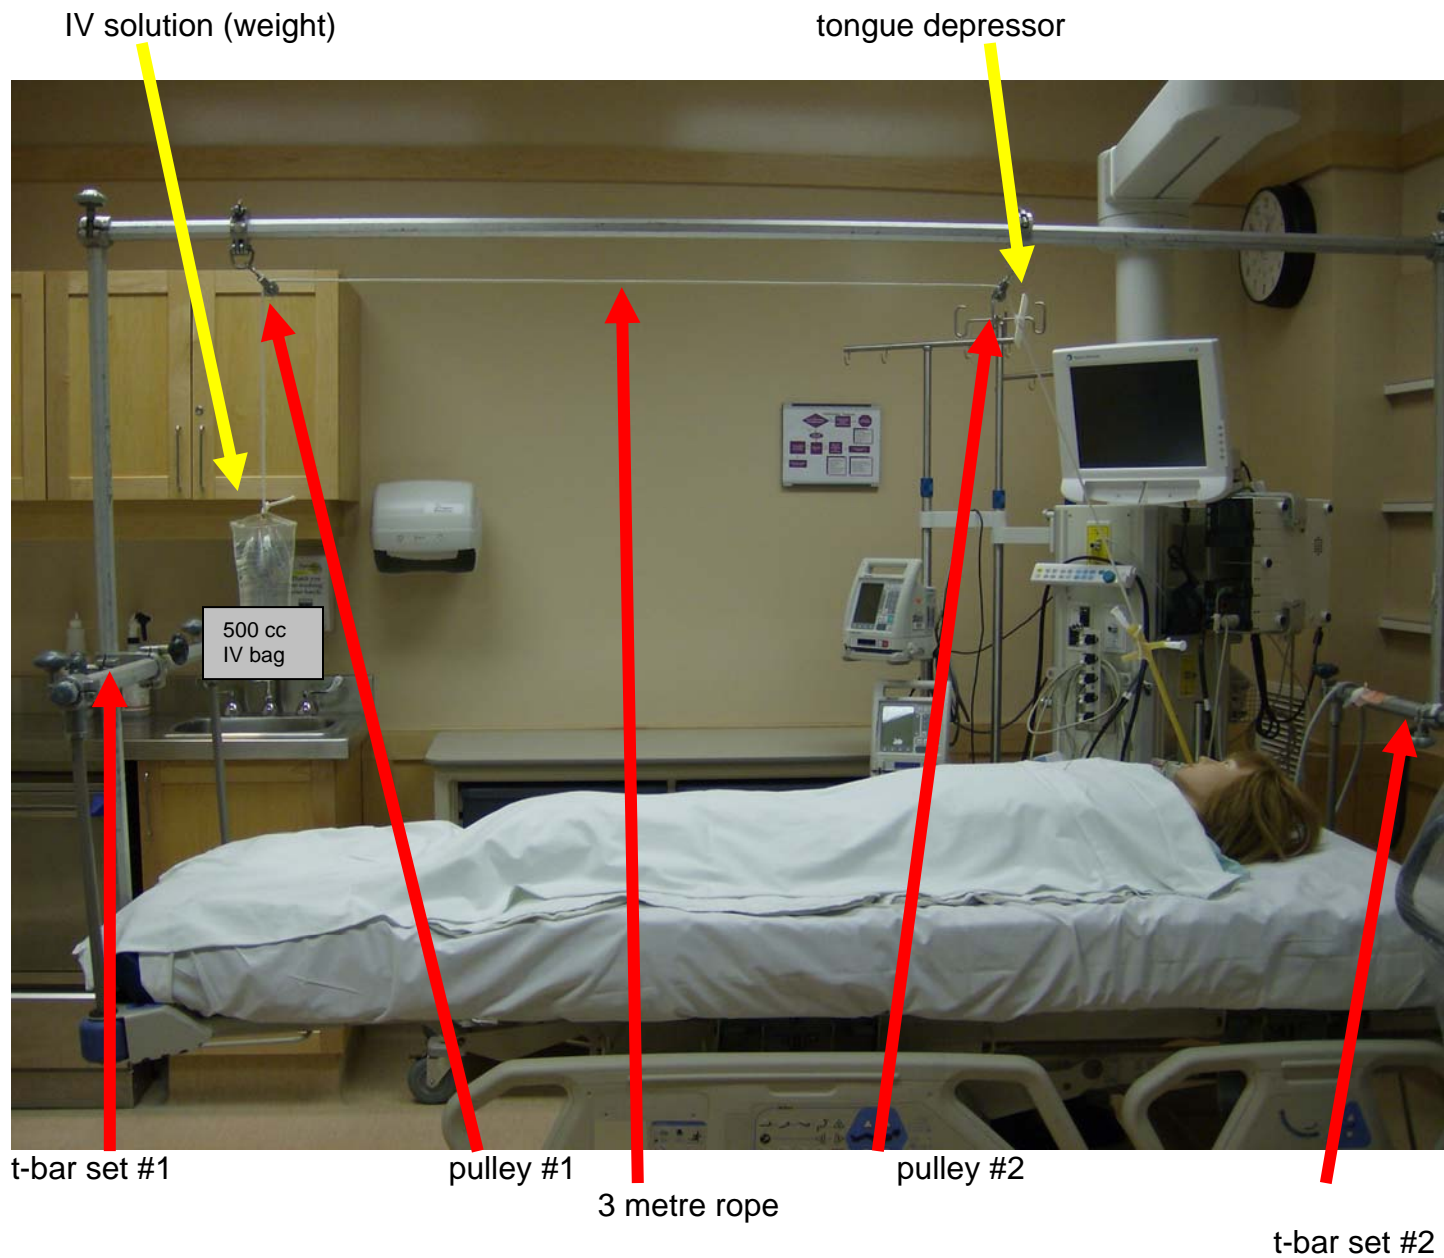 IV solution (weight)
tongue depressor
500 cc
IV bag
t-bar set #1
pulley #1
pulley #2
3 metre rope
t-bar set #2